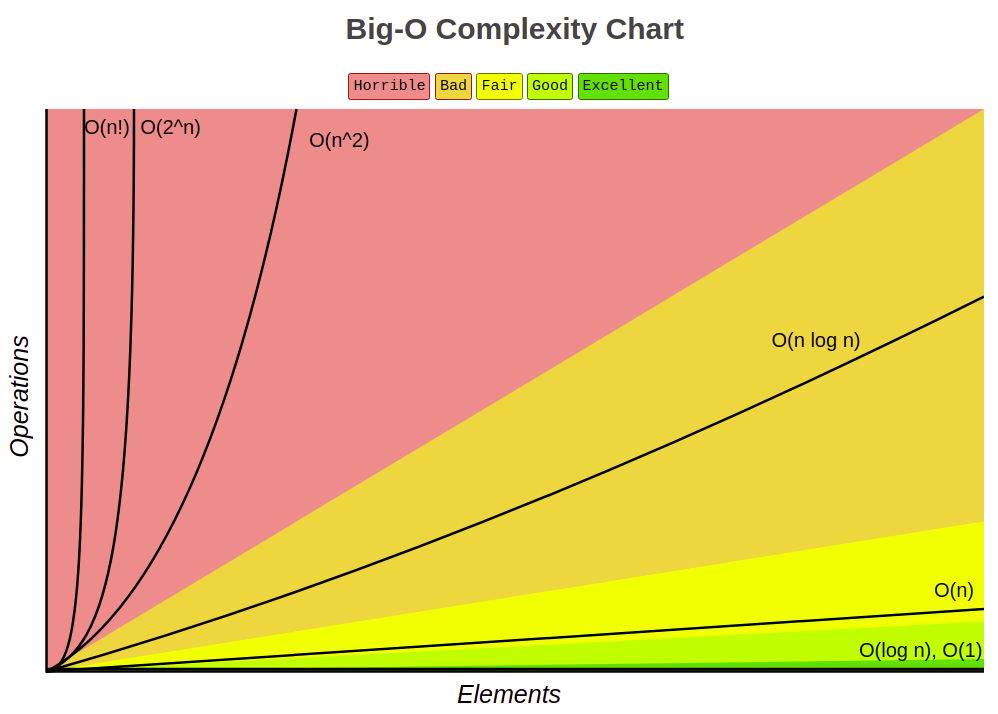 Big-O Complexity Chart
Horrible Bad Fair Good Excellent
O(n!) O(2^n)
O(n^2)
O(n log n)
O(n)
O(log n), O(1)
Operations
Elements